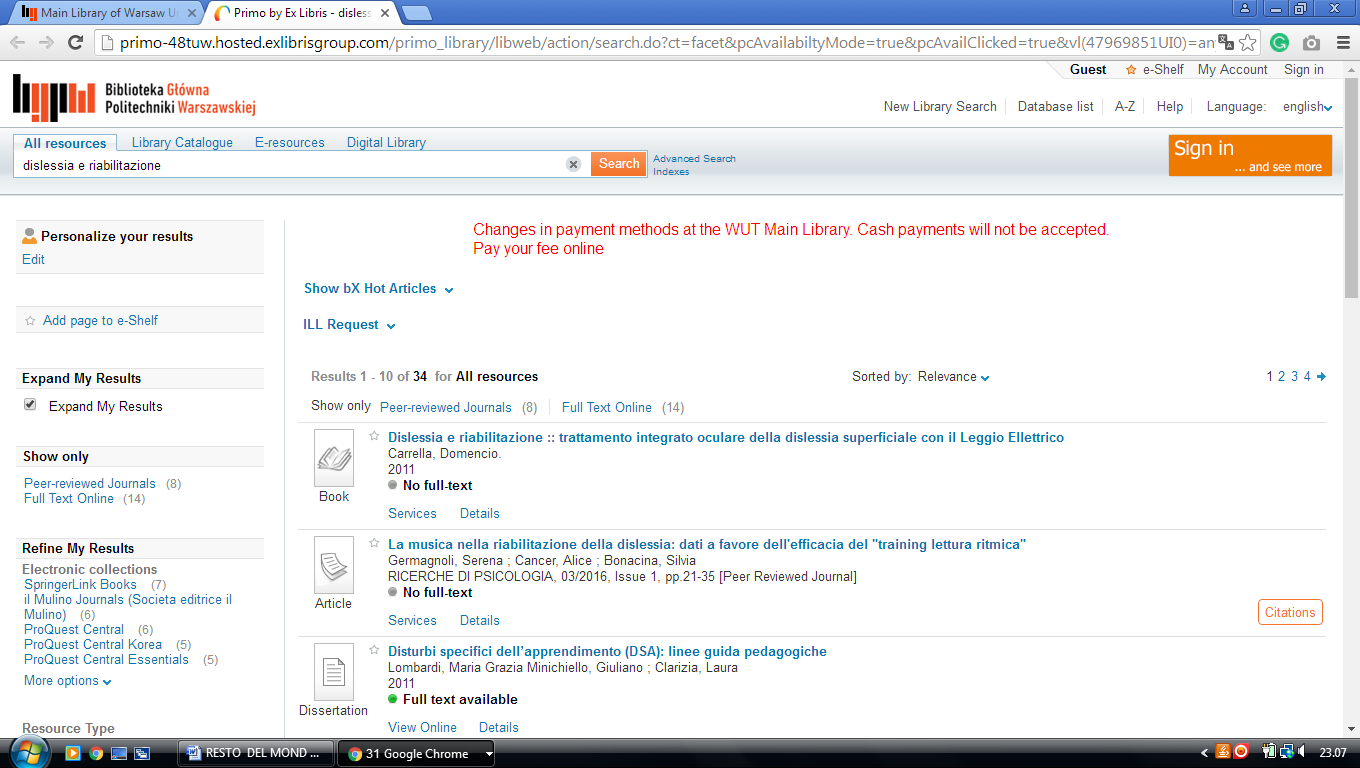 Main Library of Warsaw Un
Primo by Ex Libris - disless
primo-48tuw.hosted.exlibrisgroup.com/primo_library/libweb/action/search.do?ct=facet&pcAvailabiltyMode=true&pcAvailClicked=true&vl(47969851UI0)=an
Guest e-Shelf My Account Sign in
Biblioteka Główna
Politechniki Warszawskiej
New Library Search Database list A-Z Help Language: english
All resources Library Catalogue E-resources Digital Library
dislessia e riabilitazione
Search
Advanced Search
Indexes
Sign in
... and see more
Personalize your results
Edit
Add page to e-Shelf
Expand My Results
Expand My Results
Show only
Peer-reviewed Journals (8)
Full Text Online (14)
Refine My Results
Electronic collections
SpringerLink Books (7)
il Mulino Journals (Societa editrice il
Mulino) (6)
ProQuest Central (6)
ProQuest Central Korea (5)
ProQuest Central Essentials (5)
More options
Resource Type
Changes in payment methods at the WUT Main Library. Cash payments will not be accepted.
Pay your fee online
Show bX Hot Articles
ILL Request
Results 1 - 10 of 34 for All resources
Sorted by: Relevance
1 2 3 4
Show only Peer-reviewed Journals (8) Full Text Online (14)
Book
Dislessia e riabilitazione :: trattamento integrato oculare della dislessia superficiale con il Leggio Ellettrico
Carrella, Domencio.
2011
No full-text
Services Details
Article
La musica nella riabilitazione della dislessia: dati a favore dell'efficacia del "training lettura ritmica"
Germagnoli, Serena ; Cancer, Alice ; Bonacina, Silvia
RICERCHE DI PSICOLOGIA, 03/2016, Issue 1, pp.21-35 [Peer Reviewed Journal]
No full-text
Services Details
Citations
Dissertation
Disturbi specifici dell’apprendimento (DSA): linee guida pedagogiche
Lombardi, Maria Grazia Minichiello, Giuliano ; Clarizia, Laura
2011
Full text available
View Online Details
RESTO DEL MOND ...
31 Google Chrome
23.07